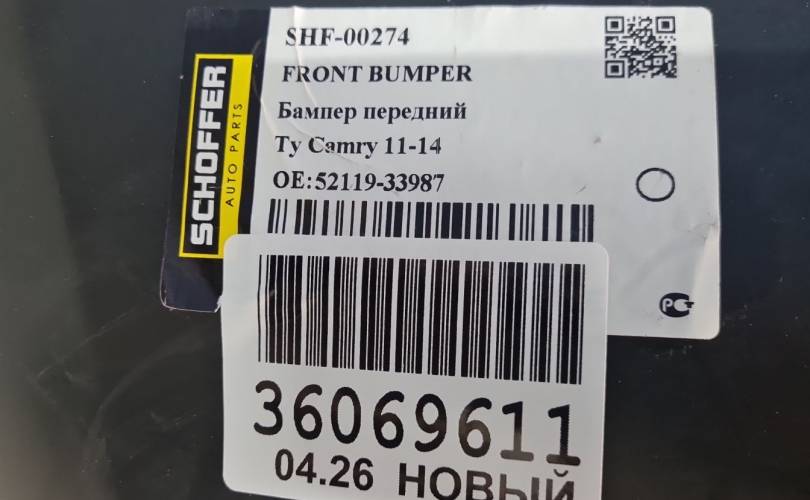 SCHOFFER
AUTO PARTS
SHF-00274
FRONT BUMPER
Бампер передний
Ty Camry 11-14
OE:52119-33987
РСТ
36069611
04.26 НОВЫЙ